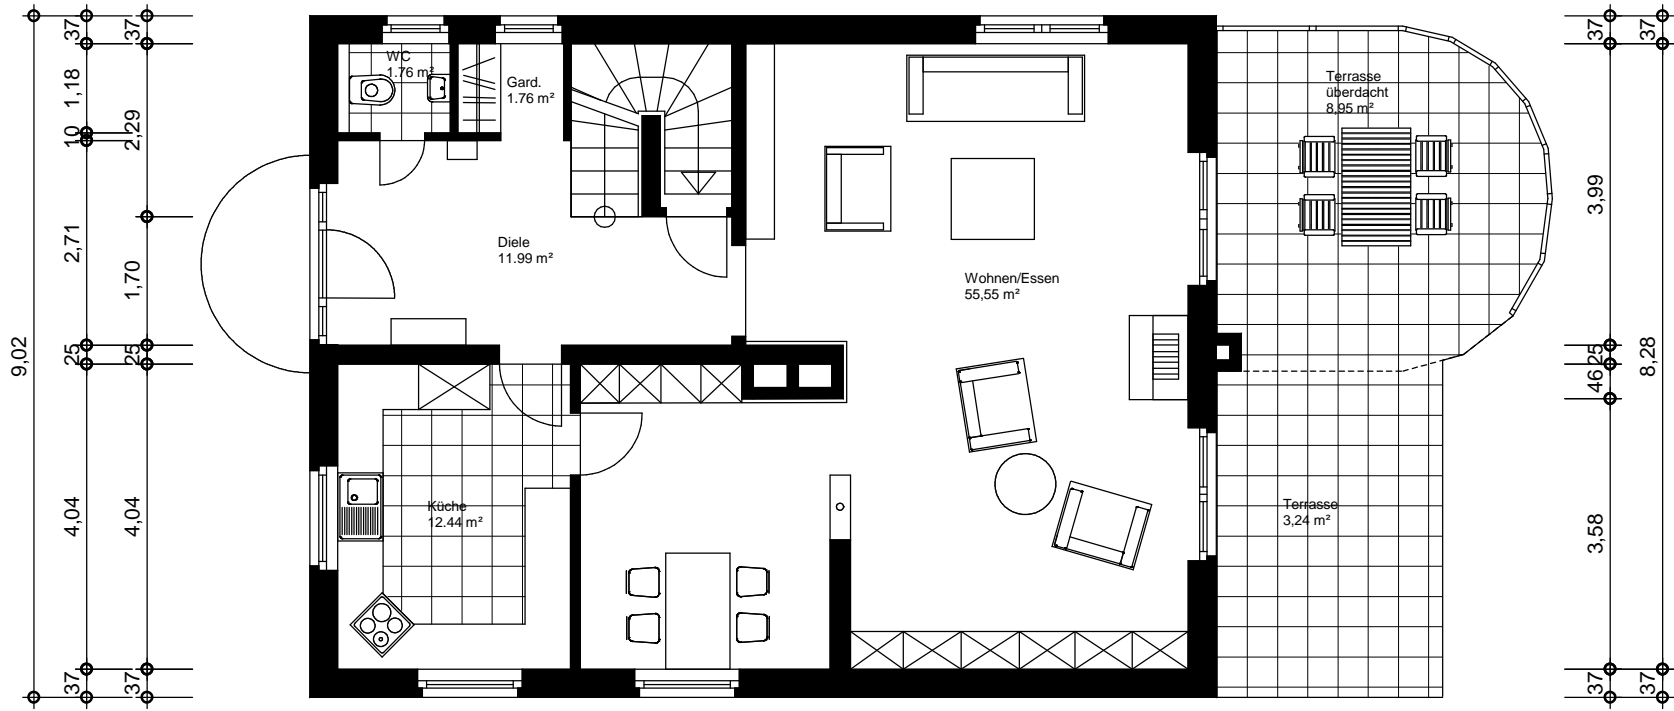 37
37
37
37
1,18
2,29
10
2,71
1,70
25
25
9,02
4,04
4,04
37
37
WC
1.76 m²
Gard.
1.76 m²
Diele
11.99 m²
Wohnen/Essen
55,55 m²
Küche
12.44 m²
Terrasse
überdacht
8,95 m²
Terrasse
3,24 m²
3,99
25
46
8,28
3,58
37
37